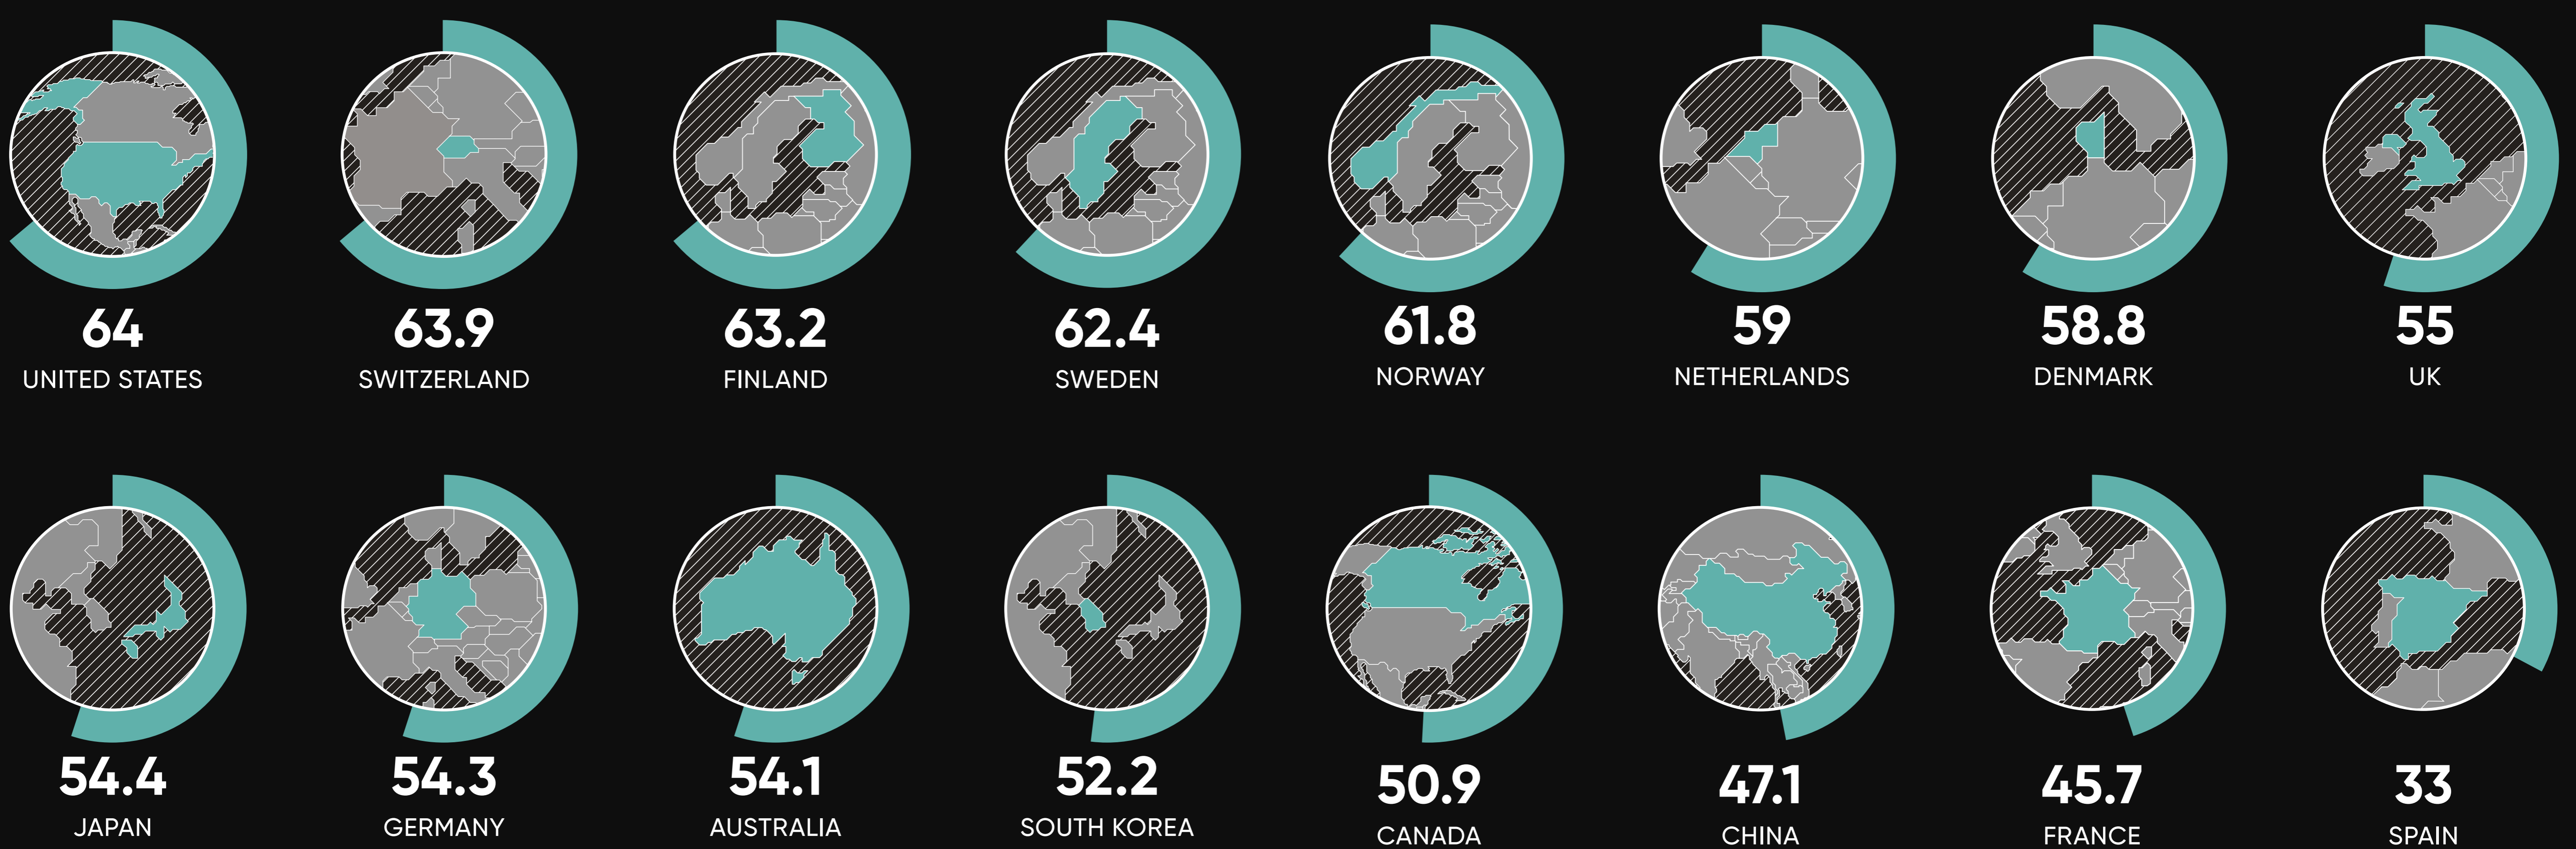 64
UNITED STATES
63.9
SWITZERLAND
63.2
FINLAND
62.4
SWEDEN
61.8
NORWAY
59
NETHERLANDS
58.8
DENMARK
55
UK
54.4
JAPAN
54.3
GERMANY
54.1
AUSTRALIA
52.2
SOUTH KOREA
50.9
CANADA
47.1
CHINA
45.7
FRANCE
33
SPAIN